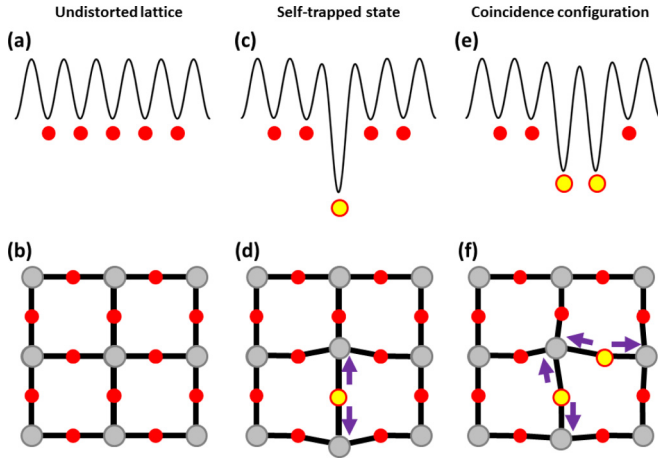 Undistorted lattice
Self-trapped state
Coincidence configuration
(a)
(c)
(e)
(b)
(d)
(f)